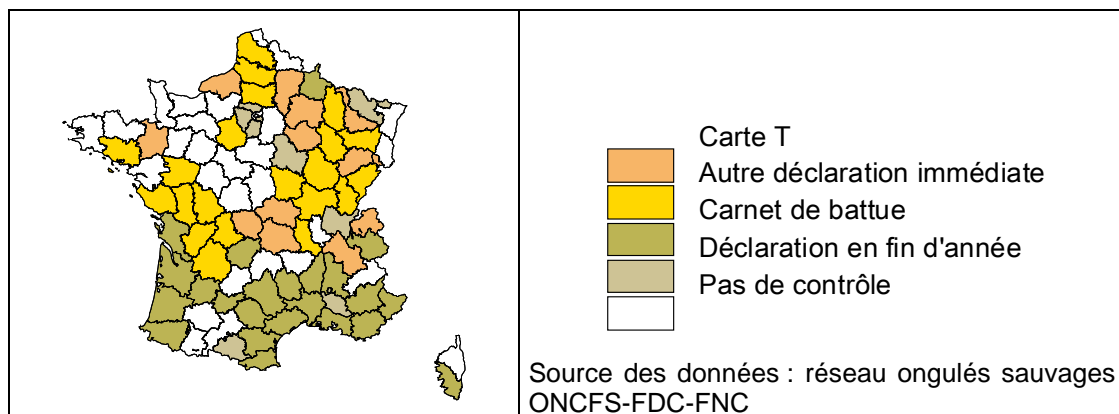 Carte T
Autre déclaration immédiate
Carnet de battue
Déclaration en fin d'année
Pas de contrôle
Source des données : réseau ongulés sauvages
ONCFS-FDC-FNC